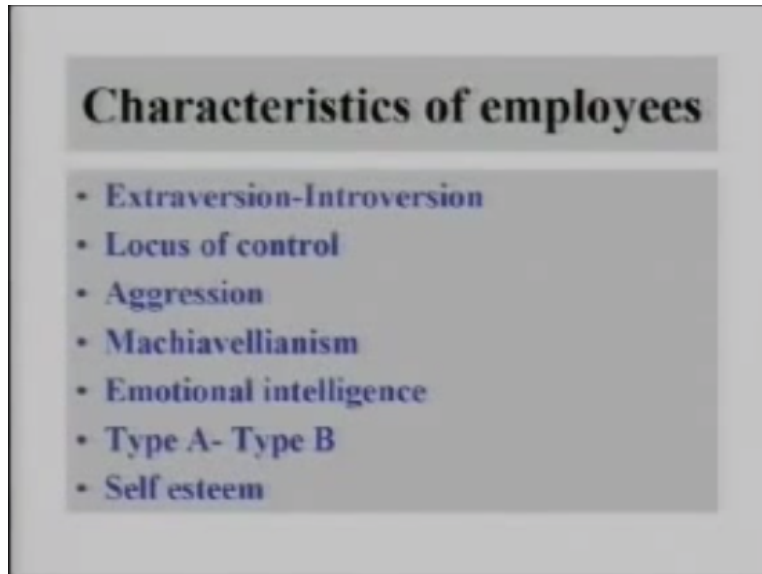 Characteristics of employees
• Extraversion-Introversion
• Locus of control
• Aggression
• Machiavellianism
• Emotional intelligence
• Type A- Type B
• Self esteem